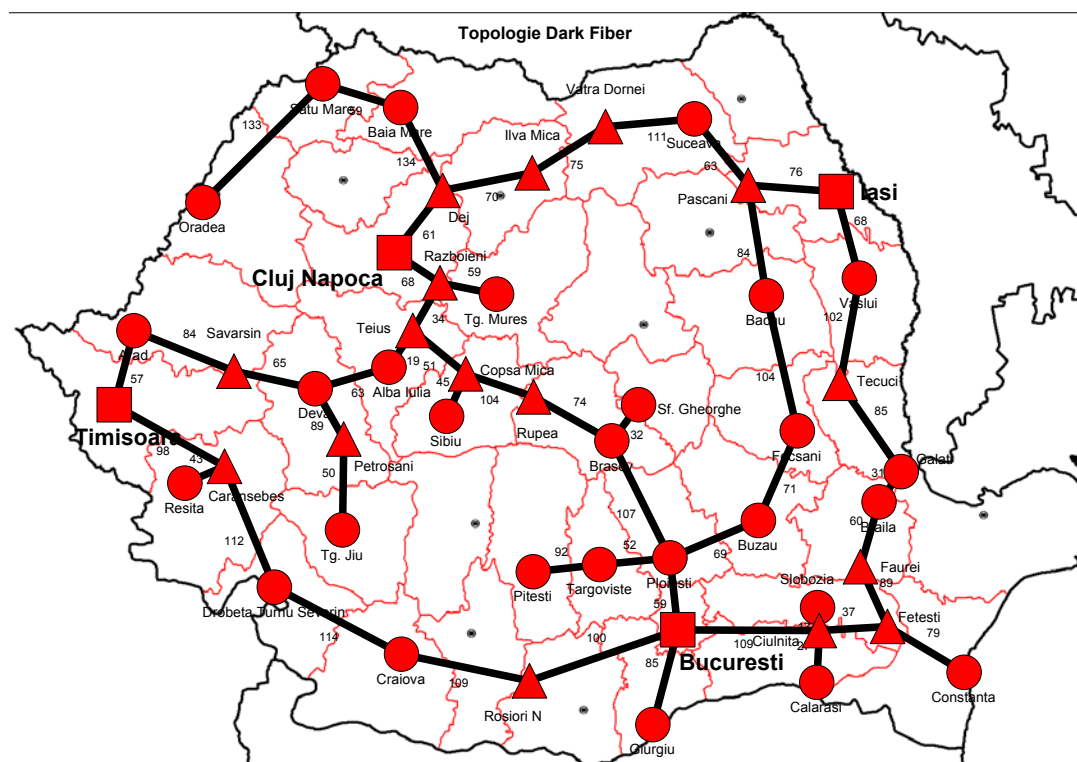 Topologie Dark Fiber
Vatra Dornei
Satu Mare
59
Baia Mare
133
Ilva Mica
111
Suceava
134
75
63
76
Pascani
Iasi
70
Oradea
Dej
68
61
Razboieni
84
Cluj Napoca
59
68
Vaslui
Tg. Mures
Bacau
102
Arad
84
Savarsin
Teius
34
65
19
51
Copsa Mica
Tecuci
57
63
Alba Iulia
45
104
74
Sf. Gheorghe
104
Deva
85
Timisoara
89
Sibiu
Rupea
32
98
43
Petrosani
Brasov
Focsani
Galati
31
Caransebes
50
71
Resita
107
Braila
60
112
Tg. Jiu
Buzau
52
92
69
Slobozia
Faurei
Pitesti
Targoviste
Ploiesti
89
Drobeta Turnu Severin
59
37
Fetesti
17
114
100
109
Ciulnita
79
27
85
Bucuresti
Craiova
109
Constanta
Rosiori N
Calarasi
Giurgiu